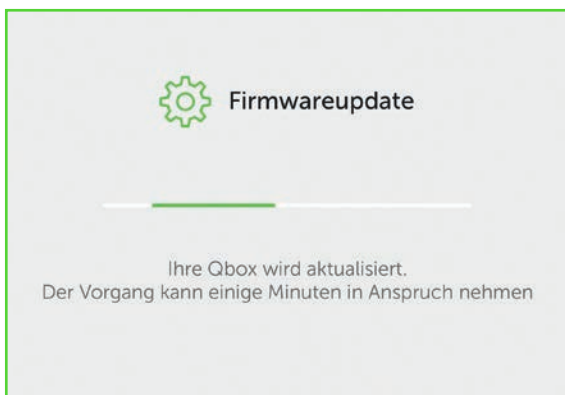 Firmwareupdate
Ihre Qbox wird aktualisiert.
Der Vorgang kann einige Minuten in Anspruch nehmen